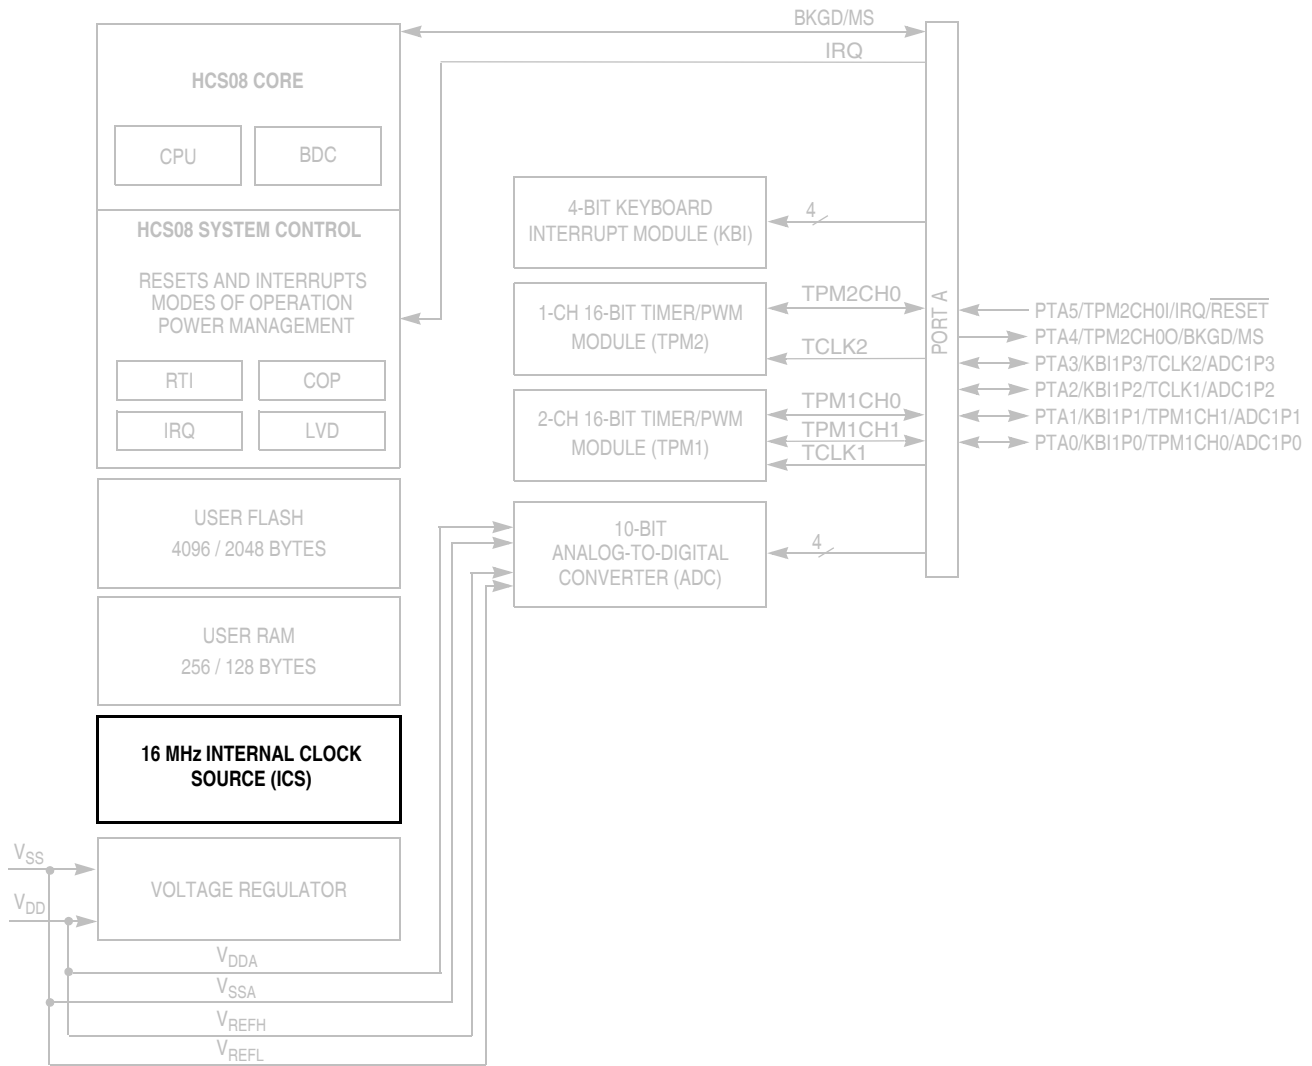 BKGD/MS
IRQ
HCS08 CORE
CPU
BDC
HCS08 SYSTEM CONTROL
RESETS AND INTERRUPTS
MODES OF OPERATION
POWER MANAGEMENT
RTI
COP
IRQ
LVD
USER FLASH
4096 / 2048 BYTES
USER RAM
256 / 128 BYTES
16 MHz INTERNAL CLOCK
SOURCE (ICS)
VOLTAGE REGULATOR
VSS
VDD
VDDA
VSSA
VREFH
VREFL
4-BIT KEYBOARD
INTERRUPT MODULE (KBI)
4
1-CH 16-BIT TIMER/PWM
MODULE (TPM2)
TPM2CH0
TCLK2
2-CH 16-BIT TIMER/PWM
MODULE (TPM1)
TPM1CH0
TPM1CH1
TCLK1
10-BIT
ANALOG-TO-DIGITAL
CONVERTER (ADC)
4
PORT A
PTA5/TPM2CH0I/IRQ/RESET
PTA4/TPM2CH0O/BKGD/MS
PTA3/KBI1P3/TCLK2/ADC1P3
PTA2/KBI1P2/TCLK1/ADC1P2
PTA1/KBI1P1/TPM1CH1/ADC1P1
PTA0/KBI1P0/TPM1CH0/ADC1P0